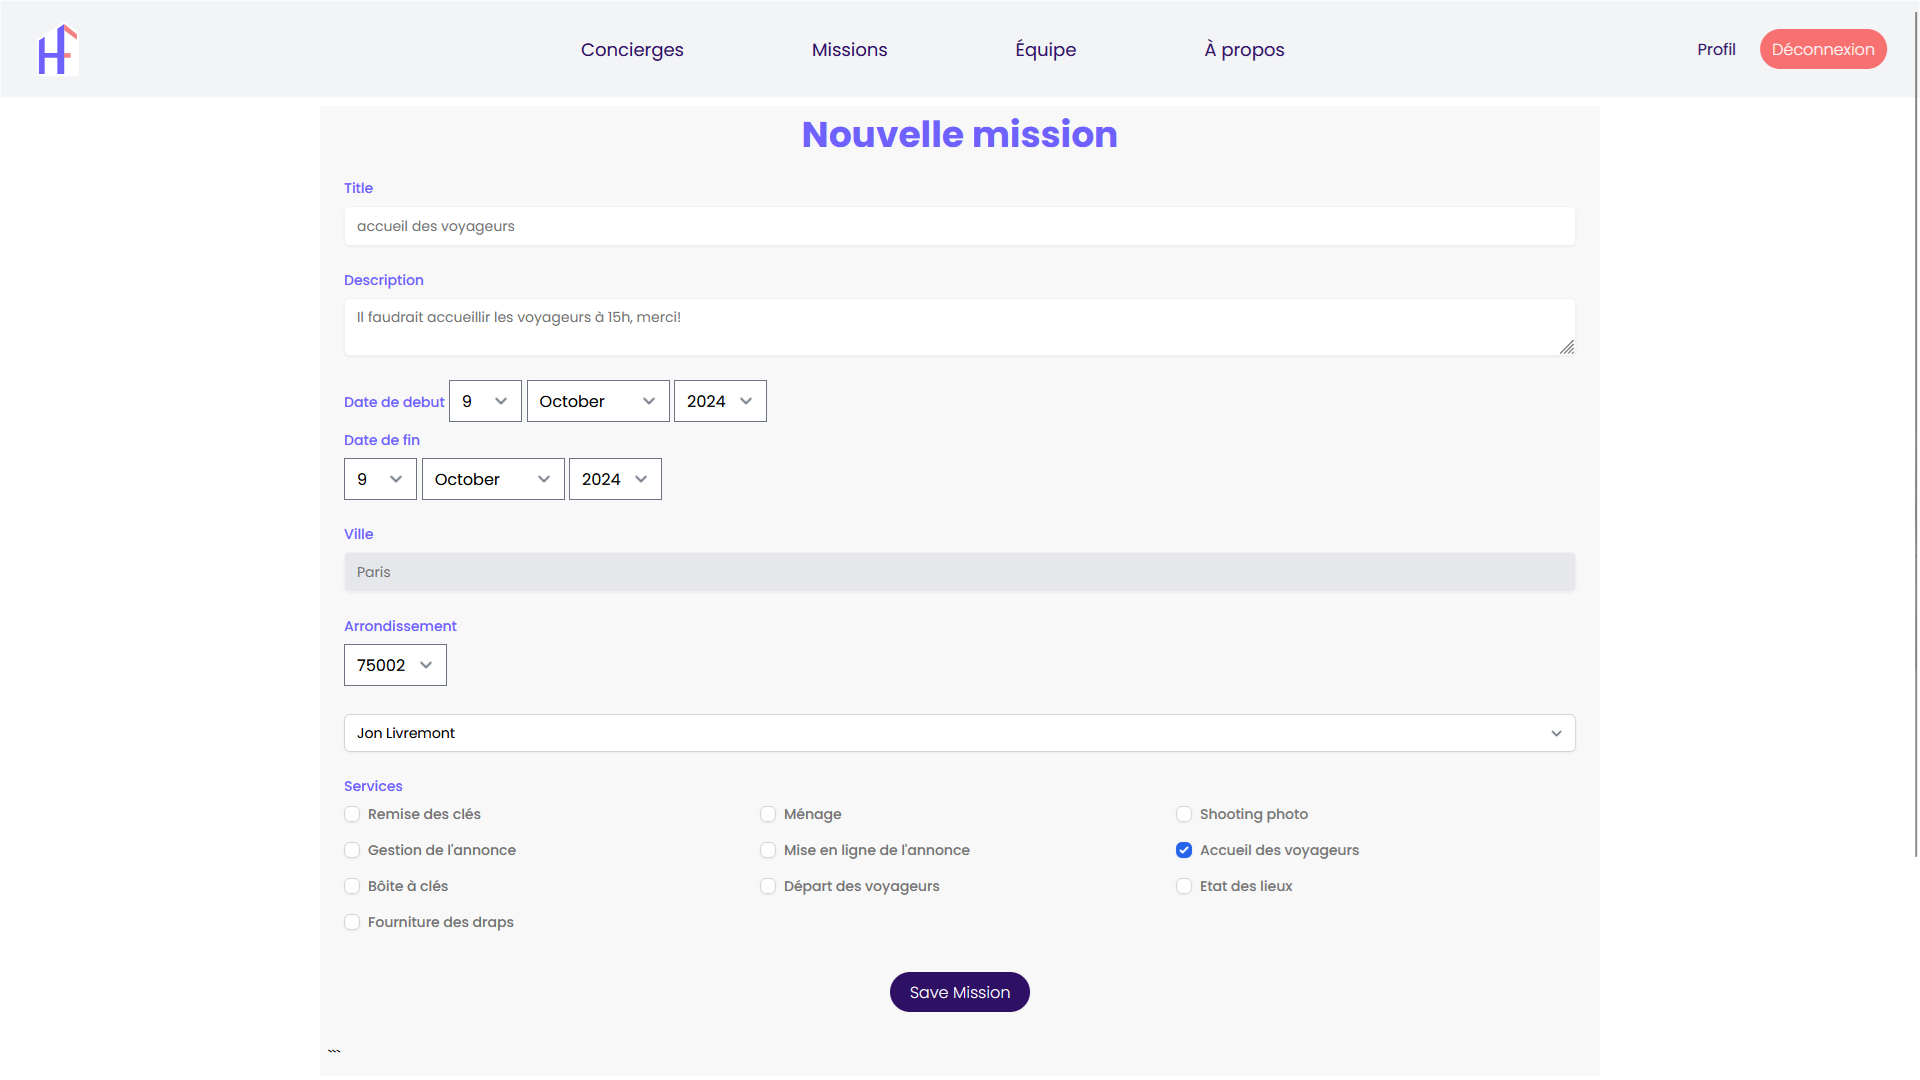 HF
Concierges Missions Équipe À propos Profil Déconnexion
Nouvelle mission
Title
accueil des voyageurs
Description
Il faudrait accueillir les voyageurs à 15h, merci!
Date de debut 9 October 2024
Date de fin
9 October 2024
Ville
Paris
Arrondissement
75002
Jon Livremont
Services
Remise des clés Ménage Shooting photo
Gestion de l'annonce Mise en ligne de l'annonce Accueil des voyageurs
Bôite à clés Départ des voyageurs Etat des lieux
Fourniture des draps
Save Mission
```